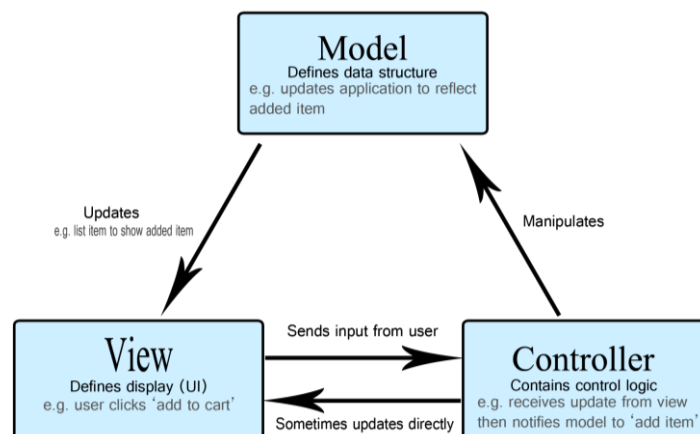 Model
Defines data structure
e.g. updates application to reflect
added item
Updates
e.g. list item to show added item
Manipulates
View
Defines display (UI)
e.g. user clicks ‘add to cart’
Sends input from user
Sometimes updates directly
Controller
Contains control logic
e.g. receives update from view
then notifies model to ‘add item’